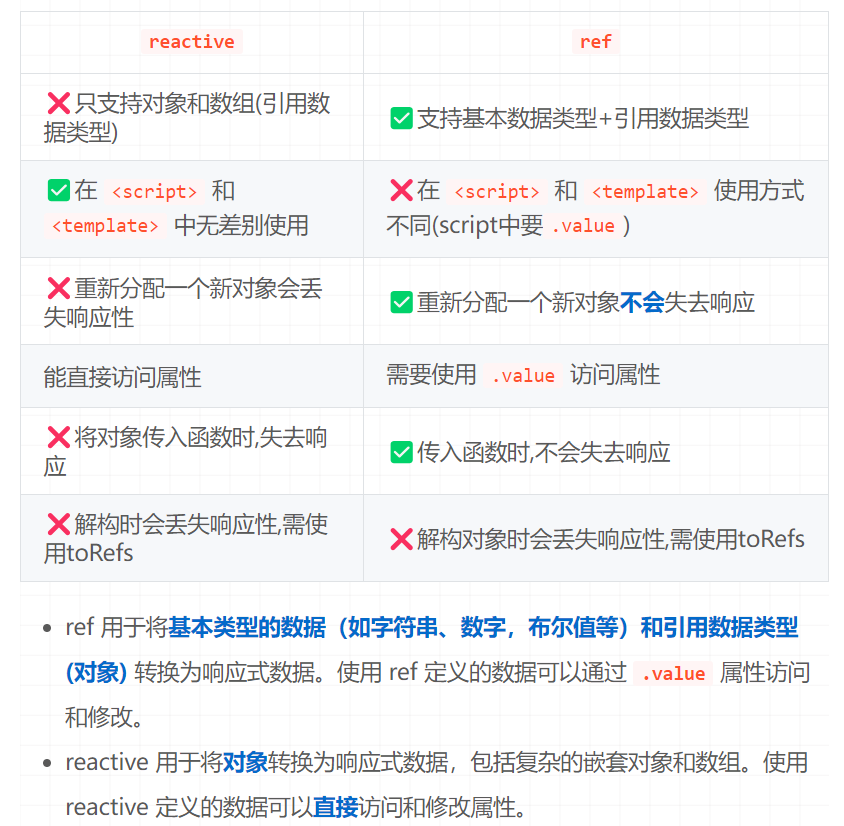 reactive
ref
❌只支持对象和数组(引用数
据类型)
✅支持基本数据类型+引用数据类型
✅在 <script> 和
<template> 中无差别使用
❌在 <script> 和 <template> 使用方式
不同(script中要 .value )
❌重新分配一个新对象会丢
失响应性
✅重新分配一个新对象不会失去响应
能直接访问属性
需要使用 .value 访问属性
❌将对象传入函数时,失去响
应
✅传入函数时,不会失去响应
❌解构时会丢失响应性,需使
用toRefs
❌解构对象时会丢失响应性,需使用toRefs
• ref 用于将基本类型的数据（如字符串、数字，布尔值等）和引用数据类型
(对象) 转换为响应式数据。使用 ref 定义的数据可以通过 .value 属性访问
和修改。
• reactive 用于将对象转换为响应式数据，包括复杂的嵌套对象和数组。使用
reactive 定义的数据可以直接访问和修改属性。